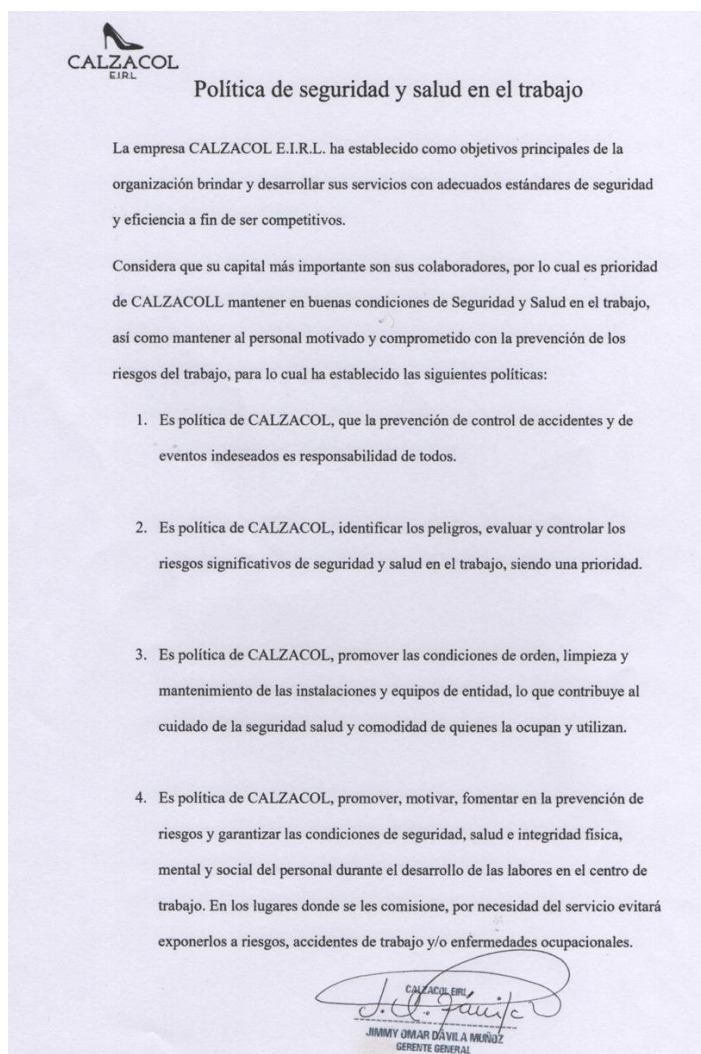 CALZACOL
E.I.R.L
Política de seguridad y salud en el trabajo
La empresa CALZACOL E.I.R.L. ha establecido como objetivos principales de la
organización brindar y desarrollar sus servicios con adecuados estándares de seguridad
y eficiencia a fin de ser competitivos.
Considera que su capital más importante son sus colaboradores, por lo cual es prioridad
de CALZACOLL mantener en buenas condiciones de Seguridad y Salud en el trabajo,
así como mantener al personal motivado y comprometido con la prevención de los
riesgos del trabajo, para lo cual ha establecido las siguientes políticas:
1. Es política de CALZACOL, que la prevención de control de accidentes y de
eventos indeseados es responsabilidad de todos.
2. Es política de CALZACOL, identificar los peligros, evaluar y controlar los
riesgos significativos de seguridad y salud en el trabajo, siendo una prioridad.
3. Es política de CALZACOL, promover las condiciones de orden, limpieza y
mantenimiento de las instalaciones y equipos de entidad, lo que contribuye al
cuidado de la seguridad salud y comodidad de quienes la ocupan y utilizan.
4. Es política de CALZACOL, promover, motivar, fomentar en la prevención de
riesgos y garantizar las condiciones de seguridad, salud e integridad física,
mental y social del personal durante el desarrollo de las labores en el centro de
trabajo. En los lugares donde se les comisione, por necesidad del servicio evitará
exponerlos a riesgos, accidentes de trabajo y/o enfermedades ocupacionales.
CALZACOL EIRL
JIMMY OMAR DÁVILA MUÑOZ
GERENTE GENERAL